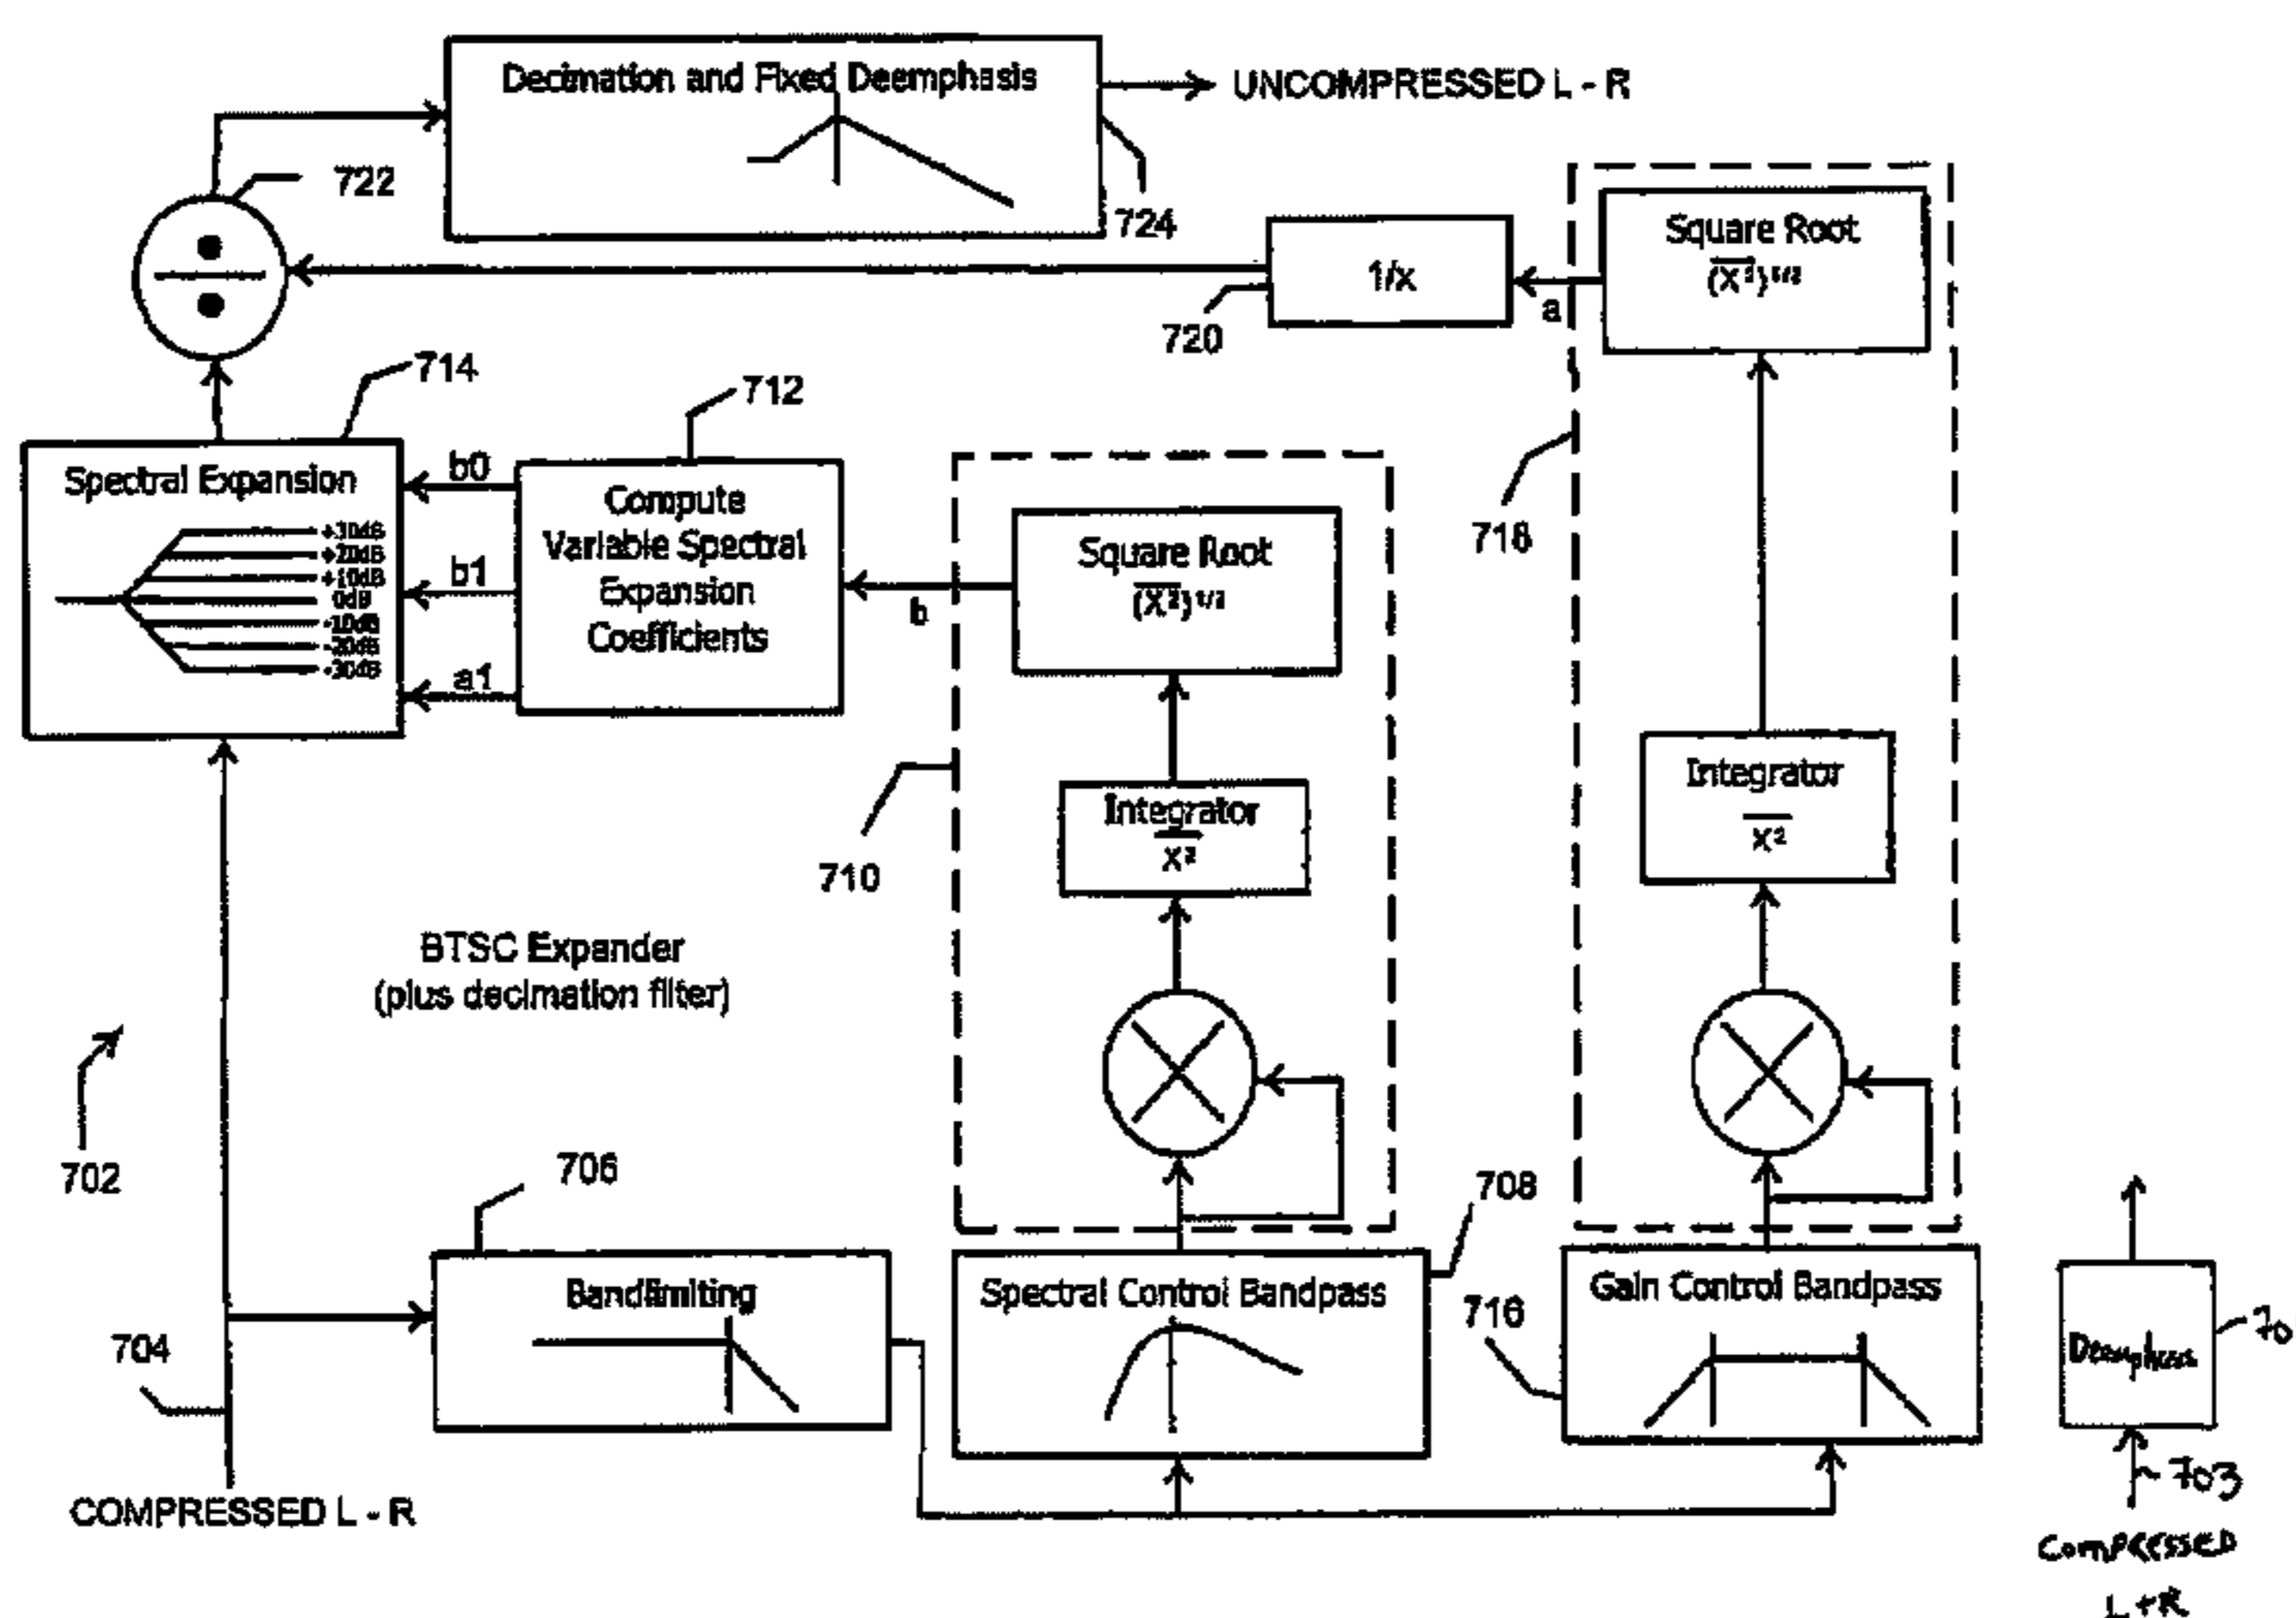 Decimation and Fixed Deemphasis
UNCOMPRESSED L - R
722
724
Square Root
(X²)¹/²
1/x
a
720
714
712
718
Spectral Expansion
+30dB
+20dB
+10dB
0dB
-10dB
-20dB
-30dB
b0
b1
a1
Compute
Variable Spectral
Expansion
Coefficients
b
Square Root
(X²)¹/²
710
Integrator
X²
Integrator
X²
BTSC Expander
(plus decimation filter)
702
706
708
704
Bandlimiting
Spectral Control Bandpass
716
Gain Control Bandpass
70
703
COMPRESSED L - R
COMPRESSED
L+R